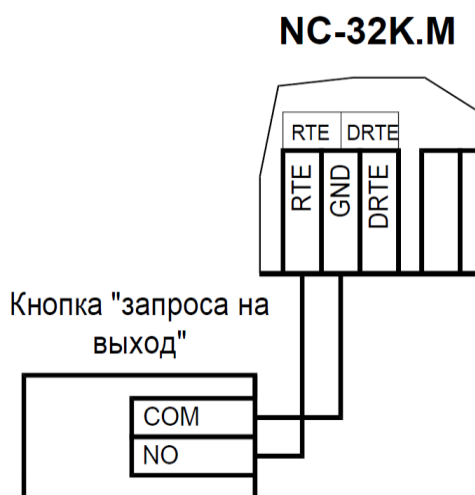 NC-32K.M
RTE DRTE
RTE GND DRTE
Кнопка "запроса на
выход"
COM
NO